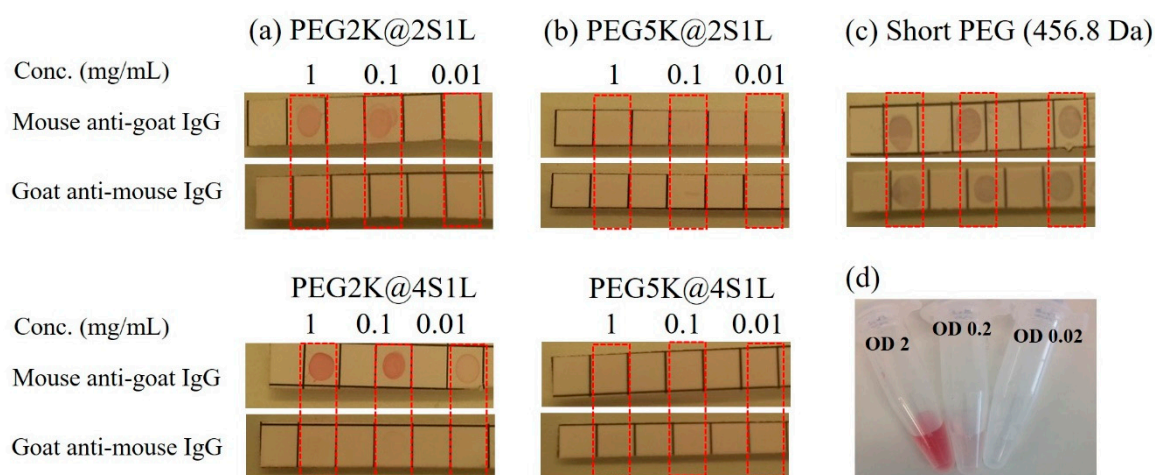 (a) PEG2K@2S1L (b) PEG5K@2S1L (c) Short PEG (456.8 Da)
Conc. (mg/mL) 1 0.1 0.01 1 0.1 0.01
Mouse anti-goat IgG
Goat anti-mouse IgG
PEG2K@4S1L PEG5K@4S1L (d)
Conc. (mg/mL) 1 0.1 0.01 1 0.1 0.01
OD 2 OD 0.2 OD 0.02
Mouse anti-goat IgG
Goat anti-mouse IgG